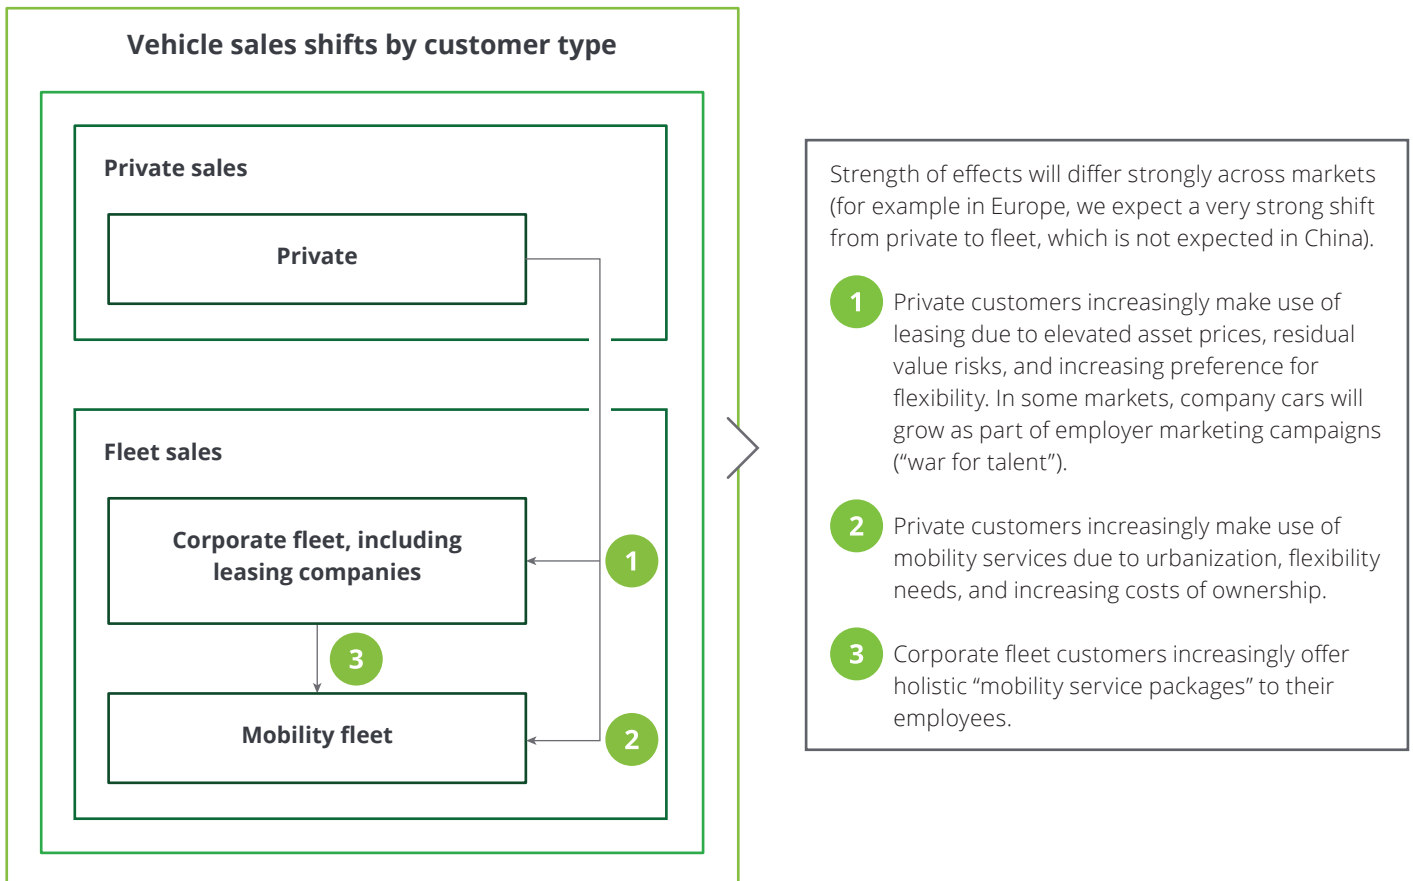 Vehicle sales shifts by customer type
Private sales
Private
Fleet sales
Corporate fleet, including
leasing companies
1
3
Mobility fleet
2
Strength of effects will differ strongly across markets
(for example in Europe, we expect a very strong shift
from private to fleet, which is not expected in China).
1 Private customers increasingly make use of
leasing due to elevated asset prices, residual
value risks, and increasing preference for
flexibility. In some markets, company cars will
grow as part of employer marketing campaigns
(“war for talent”).
2 Private customers increasingly make use of
mobility services due to urbanization, flexibility
needs, and increasing costs of ownership.
3 Corporate fleet customers increasingly offer
holistic “mobility service packages” to their
employees.